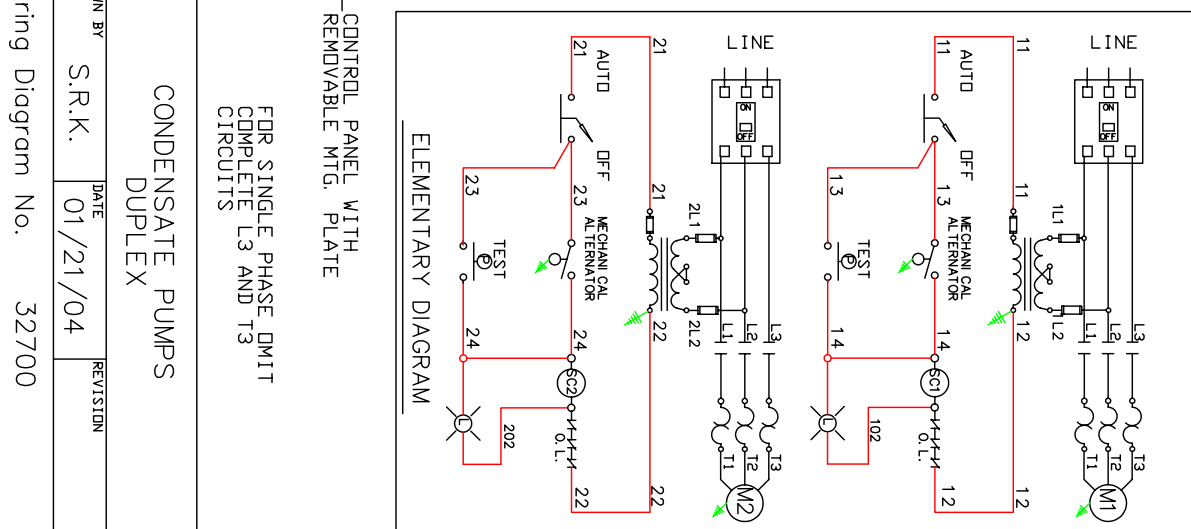 LINE
ON
OFF
L3
L2
L1
T3
T2
T1
M1
1L1
L2
11
11
11
12
12
12
AUTO
OFF
11
13
13
MECHANICAL
ALTERNATOR
14
SC1
O.L.
TEST
P
14
102
L
LINE
ON
OFF
L3
L2
L1
T3
T2
T1
M2
2L1
2L2
21
21
21
22
22
22
AUTO
OFF
21
23
23
MECHANICAL
ALTERNATOR
24
SC2
O.L.
TEST
P
24
202
L
ELEMENTARY DIAGRAM
CONTROL PANEL WITH
REMOVABLE MTG. PLATE
FOR SINGLE PHASE OMIT
COMPLETE L3 AND T3
CIRCUITS
CONDENSATE PUMPS
DUPLEX
WN BY
S.R.K.
DATE
01/21/04
REVISION
ring Diagram No. 32700